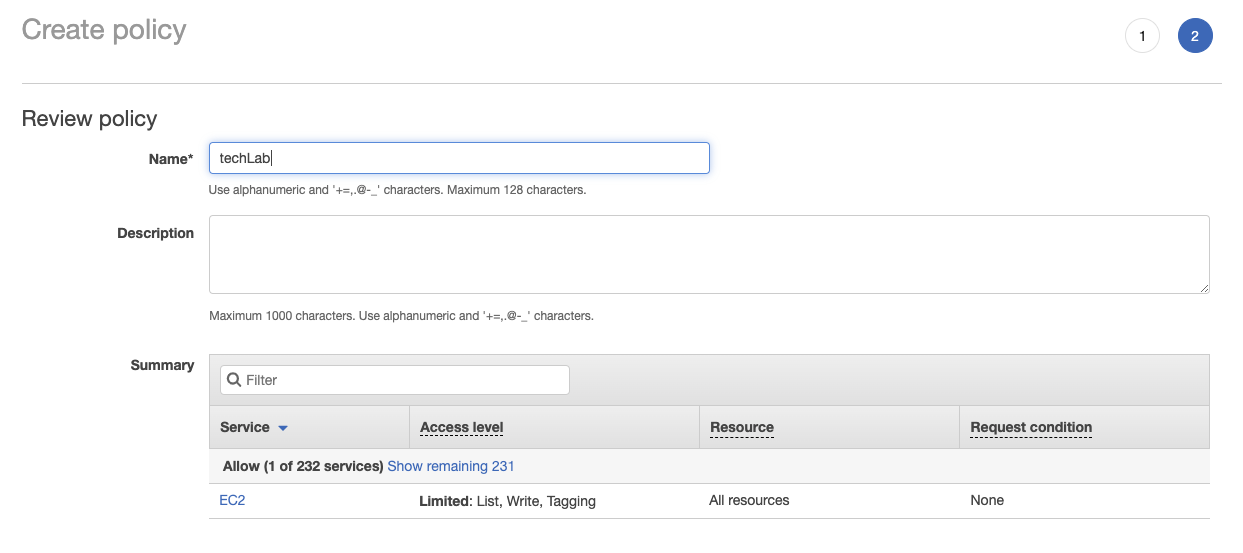 Create policy
1
2
Review policy
Name* techLab
Use alphanumeric and '+=,.@-_' characters. Maximum 128 characters.
Description
Maximum 1000 characters. Use alphanumeric and '+=,.@-_' characters.
Summary
Filter
Service Access level Resource Request condition
Allow (1 of 232 services) Show remaining 231
EC2 Limited: List, Write, Tagging All resources None